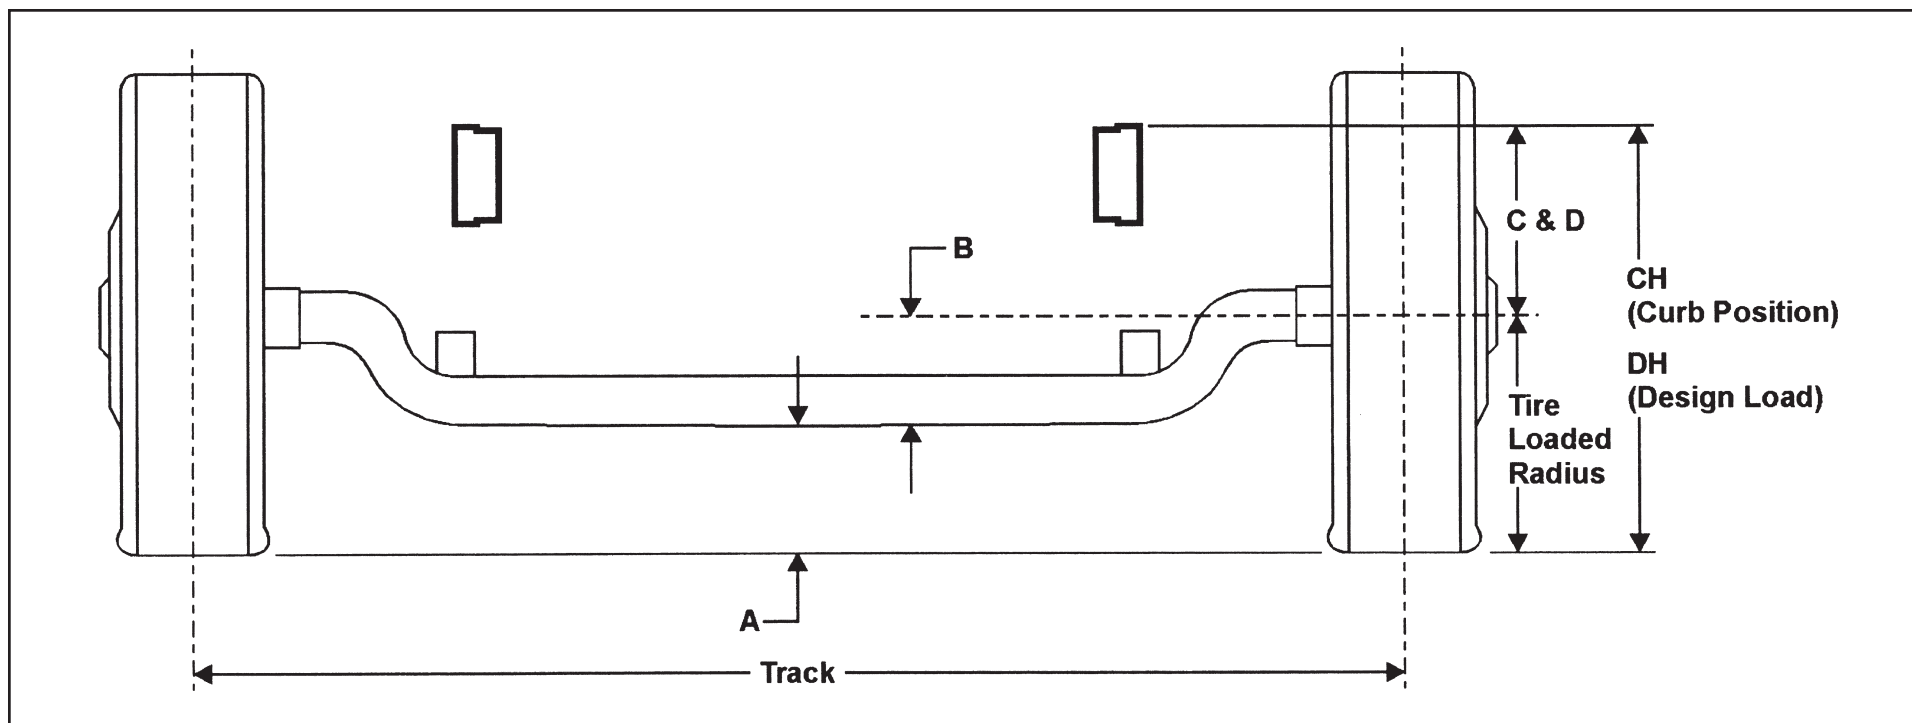 B
C & D
CH
(Curb Position)
DH
(Design Load)
Tire
Loaded
Radius
A
Track